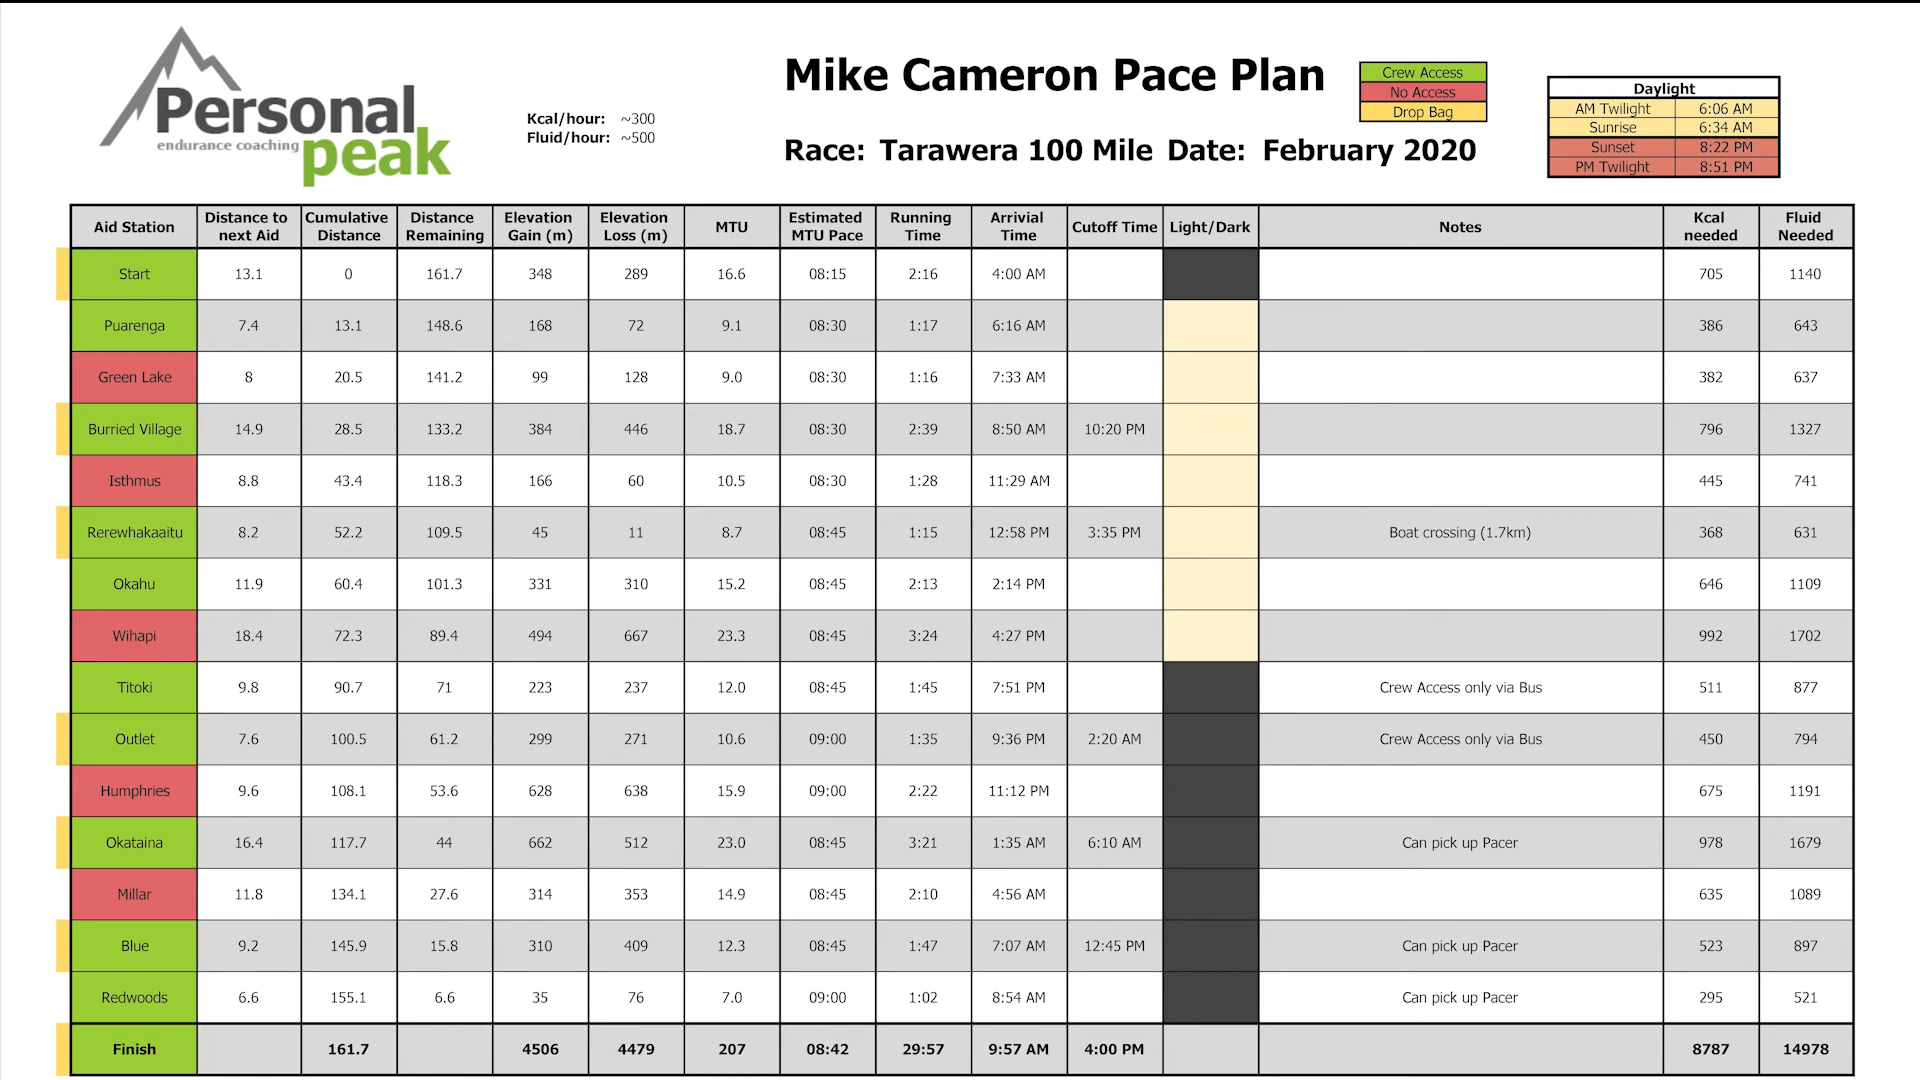 Personal
endurance coaching peak
Kcal/hour: ~300
Fluid/hour: ~500
Mike Cameron Pace Plan
Race: Tarawera 100 Mile Date: February 2020
Crew Access
No Access
Drop Bag
Daylight
AM Twilight 6:06 AM
Sunrise 6:34 AM
Sunset 8:22 PM
PM Twilight 8:51 PM
Aid Station Distance to next Aid Cumulative Distance Distance Remaining Elevation Gain (m) Elevation Loss (m) MTU Estimated MTU Pace Running Time Arrivial Time Cutoff Time Light/Dark Notes Kcal needed Fluid Needed
Start 13.1 0 161.7 348 289 16.6 08:15 2:16 4:00 AM 705 1140
Puarenga 7.4 13.1 148.6 168 72 9.1 08:30 1:17 6:16 AM 386 643
Green Lake 8 20.5 141.2 99 128 9.0 08:30 1:16 7:33 AM 382 637
Burried Village 14.9 28.5 133.2 384 446 18.7 08:30 2:39 8:50 AM 10:20 PM 796 1327
Isthmus 8.8 43.4 118.3 166 60 10.5 08:30 1:28 11:29 AM 445 741
Rerewhakaaitu 8.2 52.2 109.5 45 11 8.7 08:45 1:15 12:58 PM 3:35 PM Boat crossing (1.7km) 368 631
Okahu 11.9 60.4 101.3 331 310 15.2 08:45 2:13 2:14 PM 646 1109
Wihapi 18.4 72.3 89.4 494 667 23.3 08:45 3:24 4:27 PM 992 1702
Titoki 9.8 90.7 71 223 237 12.0 08:45 1:45 7:51 PM Crew Access only via Bus 511 877
Outlet 7.6 100.5 61.2 299 271 10.6 09:00 1:35 9:36 PM 2:20 AM Crew Access only via Bus 450 794
Humphries 9.6 108.1 53.6 628 638 15.9 09:00 2:22 11:12 PM 675 1191
Okataina 16.4 117.7 44 662 512 23.0 08:45 3:21 1:35 AM 6:10 AM Can pick up Pacer 978 1679
Millar 11.8 134.1 27.6 314 353 14.9 08:45 2:10 4:56 AM 635 1089
Blue 9.2 145.9 15.8 310 409 12.3 08:45 1:47 7:07 AM 12:45 PM Can pick up Pacer 523 897
Redwoods 6.6 155.1 6.6 35 76 7.0 09:00 1:02 8:54 AM Can pick up Pacer 295 521
Finish 161.7 4506 4479 207 08:42 29:57 9:57 AM 4:00 PM 8787 14978